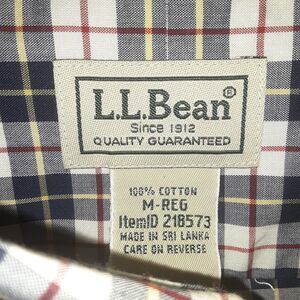 L.L.Bean®
Since 1912
QUALITY GUARANTEED
100% COTTON
M-REG
ItemID 218573
MADE IN SRI LANKA
CARE ON REVERSE